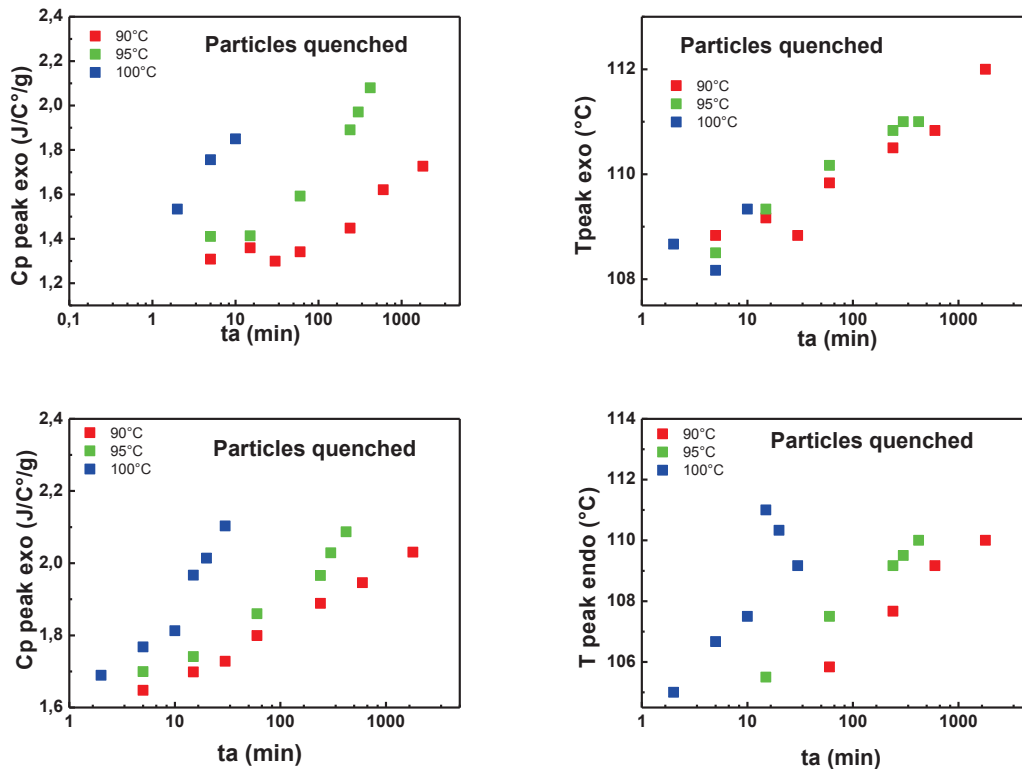 2,4
2,2
2,0
1,8
1,6
1,4
1,2
Cp peak exo (J/C°/g)
90°C
95°C
100°C
Particles quenched
0,1 1 10 100 1000
ta (min)
112
110
108
Tpeak exo (°C)
Particles quenched
90°C
95°C
100°C
1 10 100 1000
ta (min)
2,4
2,2
2,0
1,8
1,6
Cp peak exo (J/C°/g)
90°C
95°C
100°C
Particles quenched
1 10 100 1000
ta (min)
114
112
110
108
106
T peak endo (°C)
90°C
95°C
100°C
Particles quenched
1 10 100 1000
ta (min)